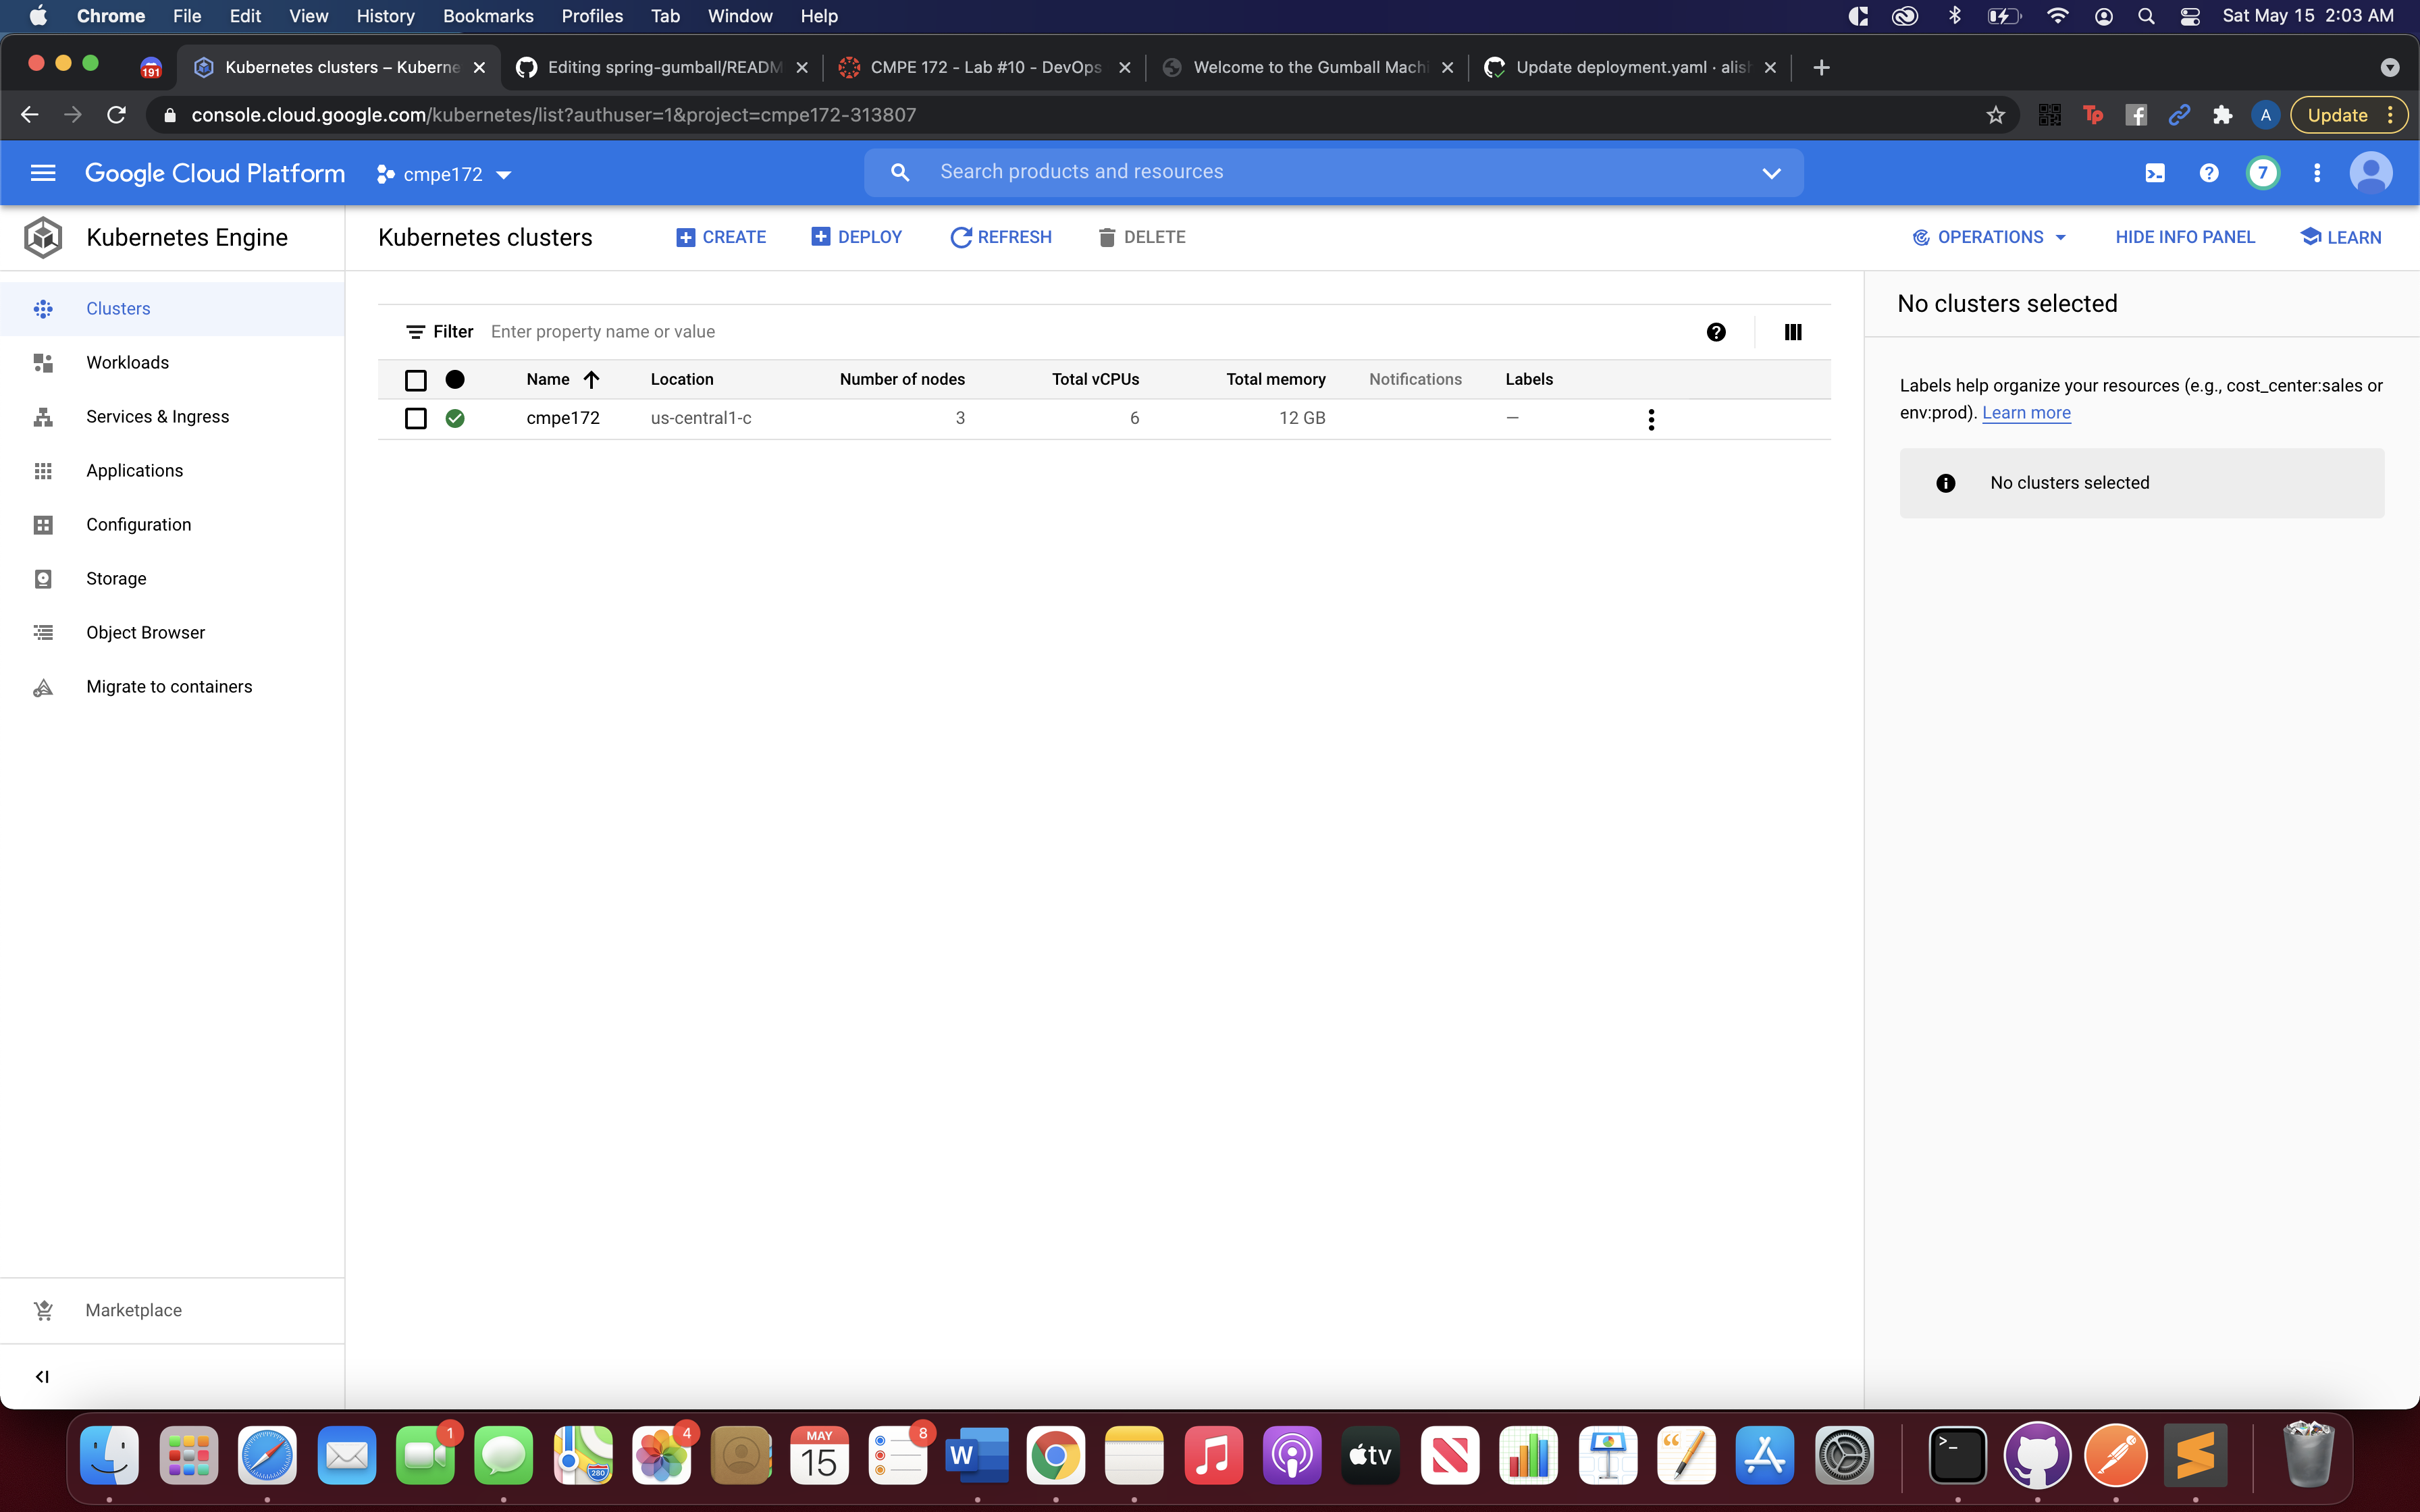 Chrome File Edit View History Bookmarks Profiles Tab Window Help Sat May 15 2:03 AM
191 Kubernetes clusters – Kuberne Editing spring-gumball/READM CMPE 172 - Lab #10 - DevOps Welcome to the Gumball Machi Update deployment.yaml · alish
console.cloud.google.com/kubernetes/list?authuser=1&project=cmpe172-313807 Tp f A Update
Google Cloud Platform cmpe172 Search products and resources 7
Kubernetes Engine Kubernetes clusters CREATE DEPLOY REFRESH DELETE OPERATIONS HIDE INFO PANEL LEARN
Clusters
Workloads
Services & Ingress
Applications
Configuration
Storage
Object Browser
Migrate to containers
Marketplace
Filter Enter property name or value
Name Location Number of nodes Total vCPUs Total memory Notifications Labels
cmpe172 us-central1-c 3 6 12 GB —
No clusters selected
Labels help organize your resources (e.g., cost_center:sales or
env:prod). Learn more
No clusters selected
1 4 MAY 15 8 W 280 tv